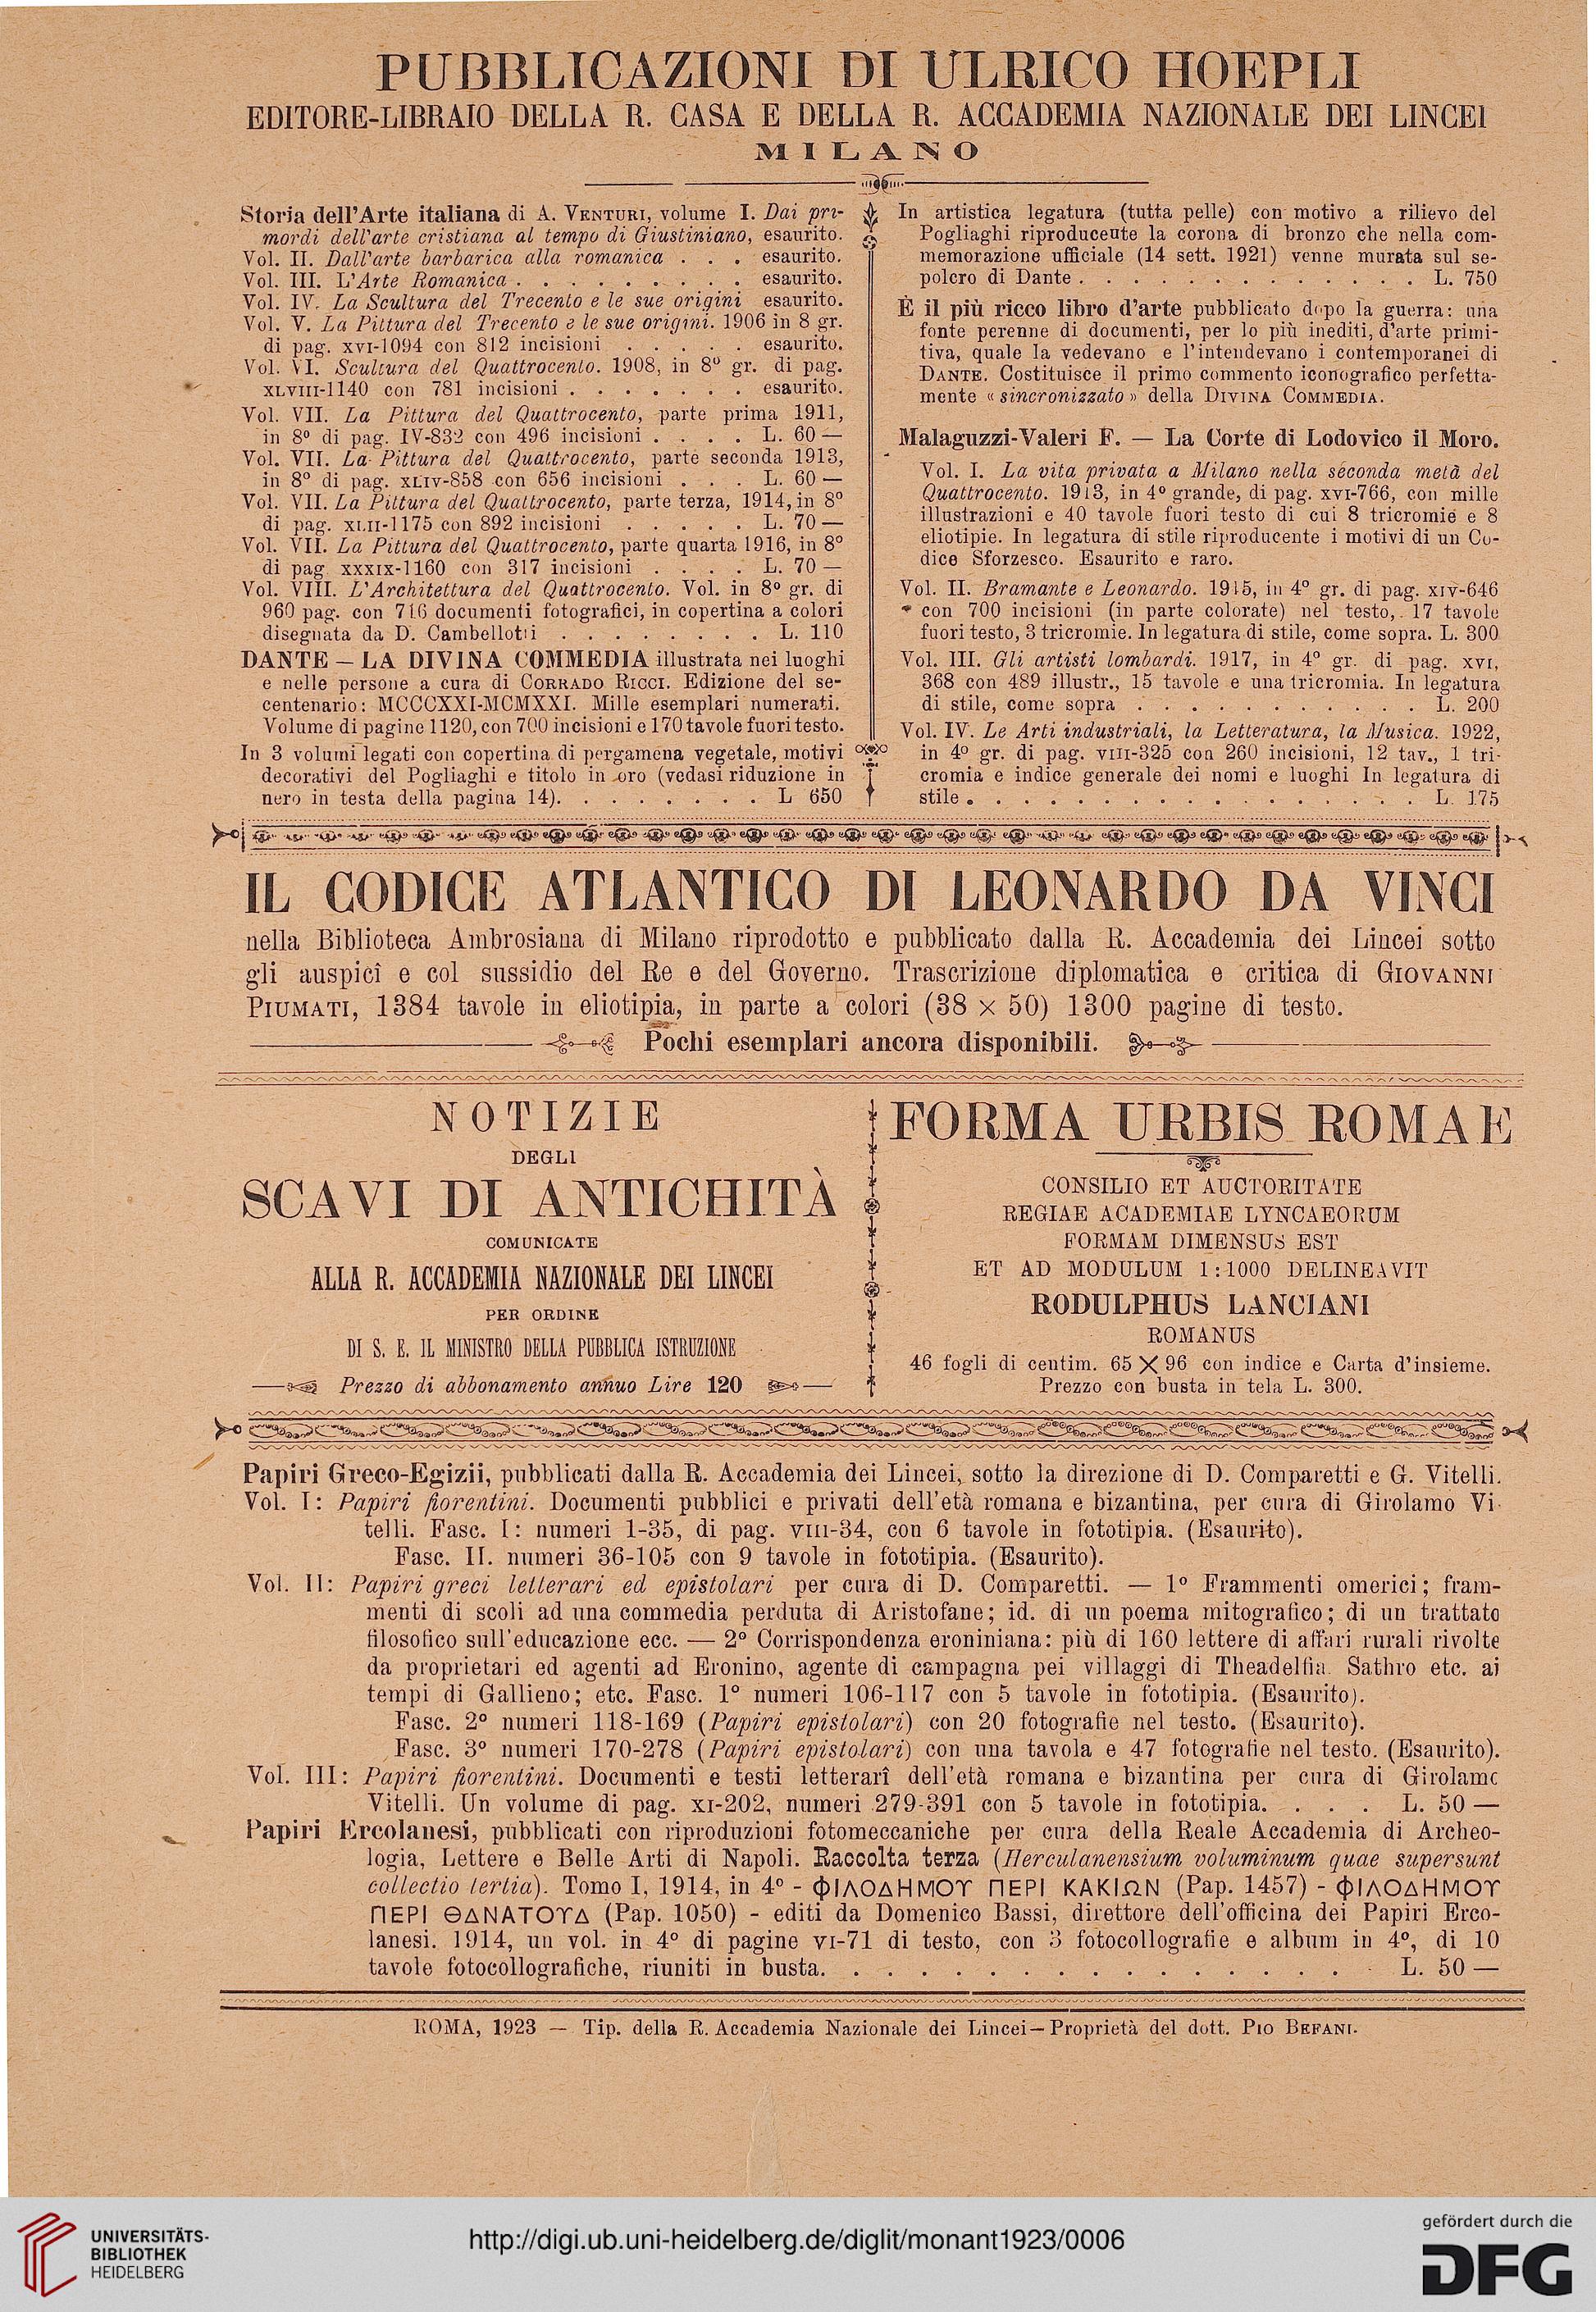 PUBBLICAZIONI DI ULRICO HOEPLI
EDITORE-LIBRAIO DELLA R. CASA E DELLA R. ACCADEMIA NAZIONALE DEI LINCEI
MILANO
Storia dell'Arte italiana di A. VENTURI, volume I. Dai pri-
mordi dell'arte cristiana al tempo di Giustiniano, esaurito.
Vol. II. Dall'arte barbarica alla romanica . . . esaurito.
Vol. III. L'Arte Romanica . . . . . . . . . esaurito.
Vol. IV. La Scultura del Trecento e le sue origini esaurito.
Vol. V. La Pittura del Trecento e le sue origini. 1906 in 8 gr.
di pag. XVI-1094 con 812 incisioni . . . . . esaurito.
Vol. VI. Scultura del Quattrocento. 1908, in 8º gr. di pag.
XLVIII-1140 con 781 incisioni . . . . . . . esaurito.
Vol. VII. La Pittura del Quattrocento, parte prima 1911,
in 8º di pag. IV-832 con 496 incisioni . . . . L. 60 —
Vol. VII. La Pittura del Quattrocento, parte seconda 1913,
in 8º di pag. XLIV-858 con 656 incisioni . . . L. 60 —
Vol. VII. La Pittura del Quattrocento, parte terza, 1914, in 8º
di pag. XLII-1175 con 892 incisioni . . . . . L. 70 —
Vol. VII. La Pittura del Quattrocento, parte quarta 1916, in 8º
di pag. XXXIX-1160 con 317 incisioni . . . . L. 70 —
Vol. VIII. L'Architettura del Quattrocento. Vol. in 8º gr. di
960 pag. con 716 documenti fotografici, in copertina a colori
disegnata da D. Cambellotti . . . . . . . . L. 110
DANTE — LA DIVINA COMMEDIA illustrata nei luoghi
e nelle persone a cura di CORRADO RICCI. Edizione del se-
centenario: MCCCXXI-MCMXXI. Mille esemplari numerati.
Volume di pagine 1120, con 700 incisioni e 170 tavole fuori testo.
In 3 volumi legati con copertina di pergamena vegetale, motivi
decorativi del Pogliaghi e titolo in oro (vedasi riduzione in
nero in testa della pagina 14). . . . . . . . L 650
In artistica legatura (tutta pelle) con motivo a rilievo del
Pogliaghi riproducente la corona di bronzo che nella com-
memorazione ufficiale (14 sett. 1921) venne murata sul se-
polcro di Dante . . . . . . . . . . . . . L. 750
È il più ricco libro d'arte pubblicato dopo la guerra: una
fonte perenne di documenti, per lo più inediti, d'arte primi-
tiva, quale la vedevano e l'intendevano i contemporanei di
DANTE. Costituisce il primo commento iconografico perfetta-
mente « sincronizzato » della DIVINA COMMEDIA.
Malaguzzi-Valeri F. — La Corte di Lodovico il Moro.
Vol. I. La vita privata a Milano nella seconda metà del
Quattrocento. 1913, in 4º grande, di pag. XVI-766, con mille
illustrazioni e 40 tavole fuori testo di cui 8 tricromie e 8
eliotipie. In legatura di stile riproducente i motivi di un Co-
dice Sforzesco. Esaurito e raro.
Vol. II. Bramante e Leonardo. 1915, in 4º gr. di pag. XIV-646
con 700 incisioni (in parte colorate) nel testo, 17 tavole
fuori testo, 3 tricromie. In legatura di stile, come sopra. L. 300
Vol. III. Gli artisti lombardi. 1917, in 4º gr. di pag. XVI,
368 con 489 illustr., 15 tavole e una tricromia. In legatura
di stile, come sopra . . . . . . . . . . . L. 200
Vol. IV. Le Arti industriali, la Letteratura, la Musica. 1922,
in 4º gr. di pag. VIII-325 con 260 incisioni, 12 tav., 1 tri-
cromia e indice generale dei nomi e luoghi In legatura di
stile . . . . . . . . . . . . . . . . . L. 175
IL CODICE ATLANTICO DI LEONARDO DA VINCI
nella Biblioteca Ambrosiana di Milano riprodotto e pubblicato dalla R. Accademia dei Lincei sotto
gli auspicî e col sussidio del Re e del Governo. Trascrizione diplomatica e critica di GIOVANNI
PIUMATI, 1384 tavole in eliotipia, in parte a colori (38 × 50) 1300 pagine di testo.
Pochi esemplari ancora disponibili.
NOTIZIE
DEGLI
SCAVI DI ANTICHITÀ
COMUNICATE
ALLA R. ACCADEMIA NAZIONALE DEI LINCEI
PER ORDINE
DI S. E. IL MINISTRO DELLA PUBBLICA ISTRUZIONE
Prezzo di abbonamento annuo Lire 120
FORMA URBIS ROMAE
CONSILIO ET AUCTORITATE
REGIAE ACADEMIAE LYNCAEORUM
FORMAM DIMENSUS EST
ET AD MODULUM 1:1000 DELINEAVIT
RODULPHUS LANCIANI
ROMANUS
46 fogli di centim. 65 × 96 con indice e Carta d'insieme.
Prezzo con busta in tela L. 300.
Papiri Greco-Egizii, pubblicati dalla R. Accademia dei Lincei, sotto la direzione di D. Comparetti e G. Vitelli.
Vol. I: Papiri fiorentini. Documenti pubblici e privati dell'età romana e bizantina, per cura di Girolamo Vi-
telli. Fasc. I: numeri 1-35, di pag. VIII-34, con 6 tavole in fototipia. (Esaurito).
Fasc. II. numeri 36-105 con 9 tavole in fototipia. (Esaurito).
Vol. II: Papiri greci letterari ed epistolari per cura di D. Comparetti. — 1º Frammenti omerici; fram-
menti di scoli ad una commedia perduta di Aristofane; id. di un poema mitografico; di un trattato
filosofico sull'educazione ecc. — 2º Corrispondenza eroniniana: più di 160 lettere di affari rurali rivolte
da proprietari ed agenti ad Eronino, agente di campagna pei villaggi di Theadelfia. Sathro etc. ai
tempi di Gallieno; etc. Fasc. 1º numeri 106-117 con 5 tavole in fototipia. (Esaurito).
Fasc. 2º numeri 118-169 (Papiri epistolari) con 20 fotografie nel testo. (Esaurito).
Fasc. 3º numeri 170-278 (Papiri epistolari) con una tavola e 47 fotografie nel testo. (Esaurito).
Vol. III: Papiri fiorentini. Documenti e testi letterarî dell'età romana e bizantina per cura di Girolamo
Vitelli. Un volume di pag. XI-202, numeri 279-391 con 5 tavole in fototipia. . . . . L. 50 —
Papiri Ercolanesi, pubblicati con riproduzioni fotomeccaniche per cura della Reale Accademia di Archeo-
logia, Lettere e Belle Arti di Napoli. Raccolta terza (Herculanensium voluminum quae supersunt
collectio tertia). Tomo I, 1914, in 4º - ΦΙΛΟΔΗΜΟΥ ΠΕΡΙ ΚΑΚΙΩΝ (Pap. 1457) - ΦΙΛΟΔΗΜΟΥ
ΠΕΡΙ ΘΔΝΑΤΟΥΔ (Pap. 1050) - editi da Domenico Bassi, direttore dell'officina dei Papiri Erco-
lanesi. 1914, un vol. in 4º di pagine VI-71 di testo, con 3 fotocollografie e album in 4º, di 10
tavole fotocollografiche, riuniti in busta. . . . . . . . . . . . . . . . . L. 50 —
ROMA, 1923 — Tip. della R. Accademia Nazionale dei Lincei — Proprietà del dott. PIO BEFANI.
UNIVERSITÄTS-
BIBLIOTHEK
HEIDELBERG
http://digi.ub.uni-heidelberg.de/diglit/monant1923/0006
gefördert durch die
DFG